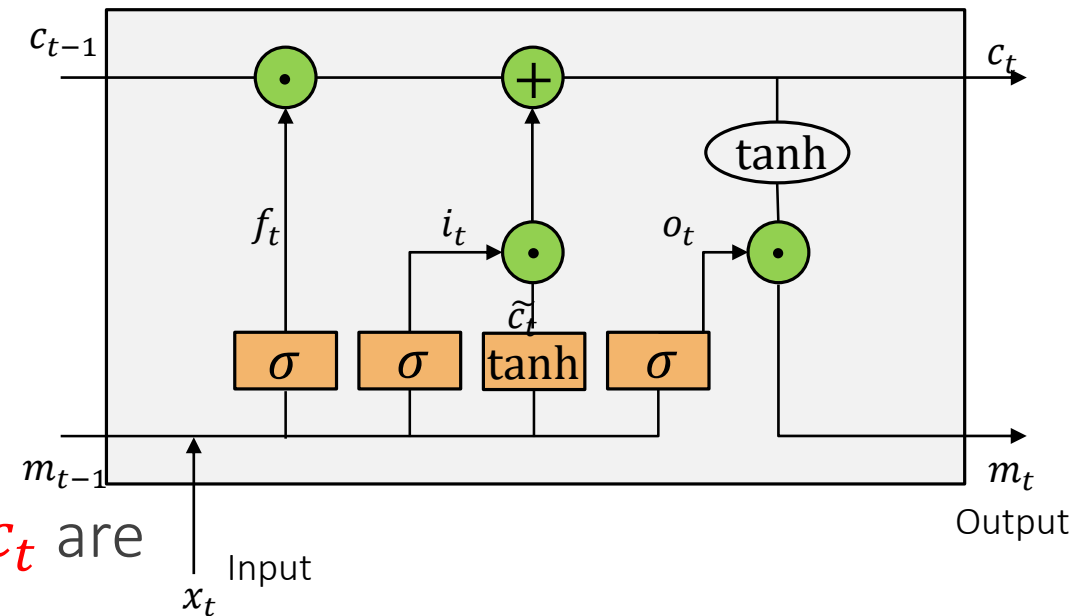 c_{t−1}
c_t
tanh
f_t
i_t
o_t
c̃_t
σ
σ
tanh
σ
m_{t−1}
m_t
Output
c_t are
Input
x_t